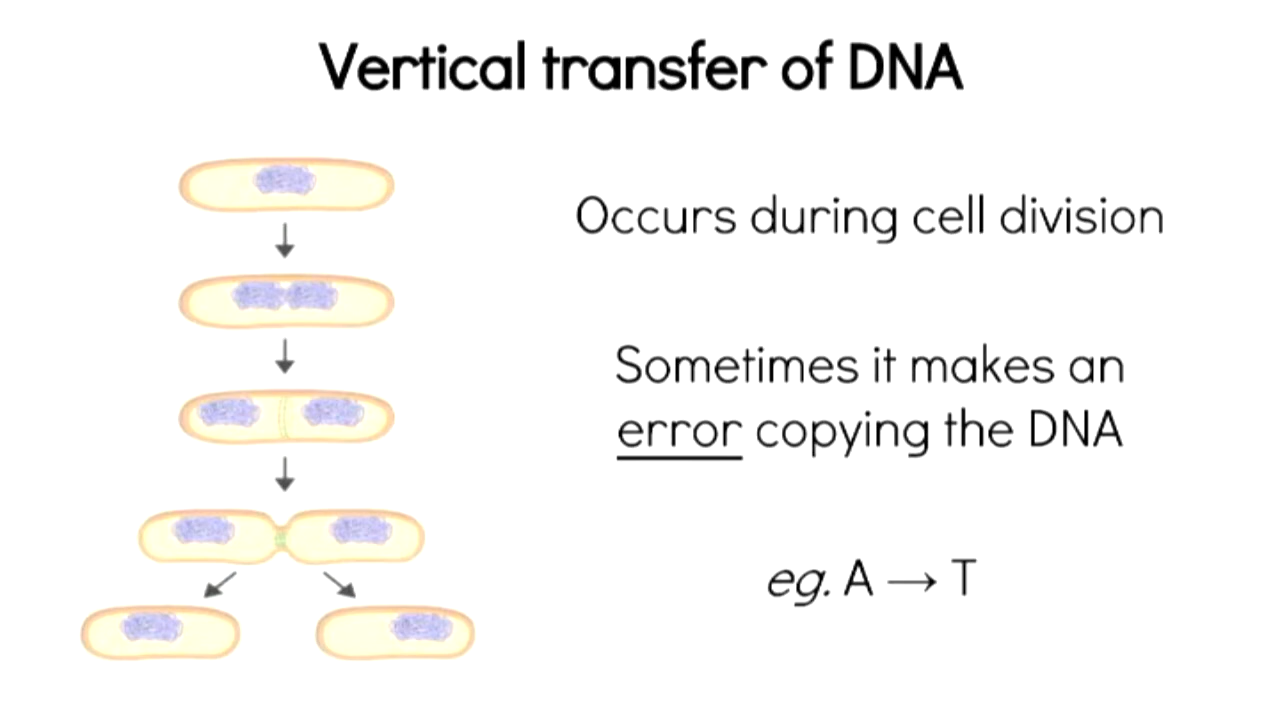 Vertical transfer of DNA
Occurs during cell division
Sometimes it makes an
error copying the DNA
eg. A → T